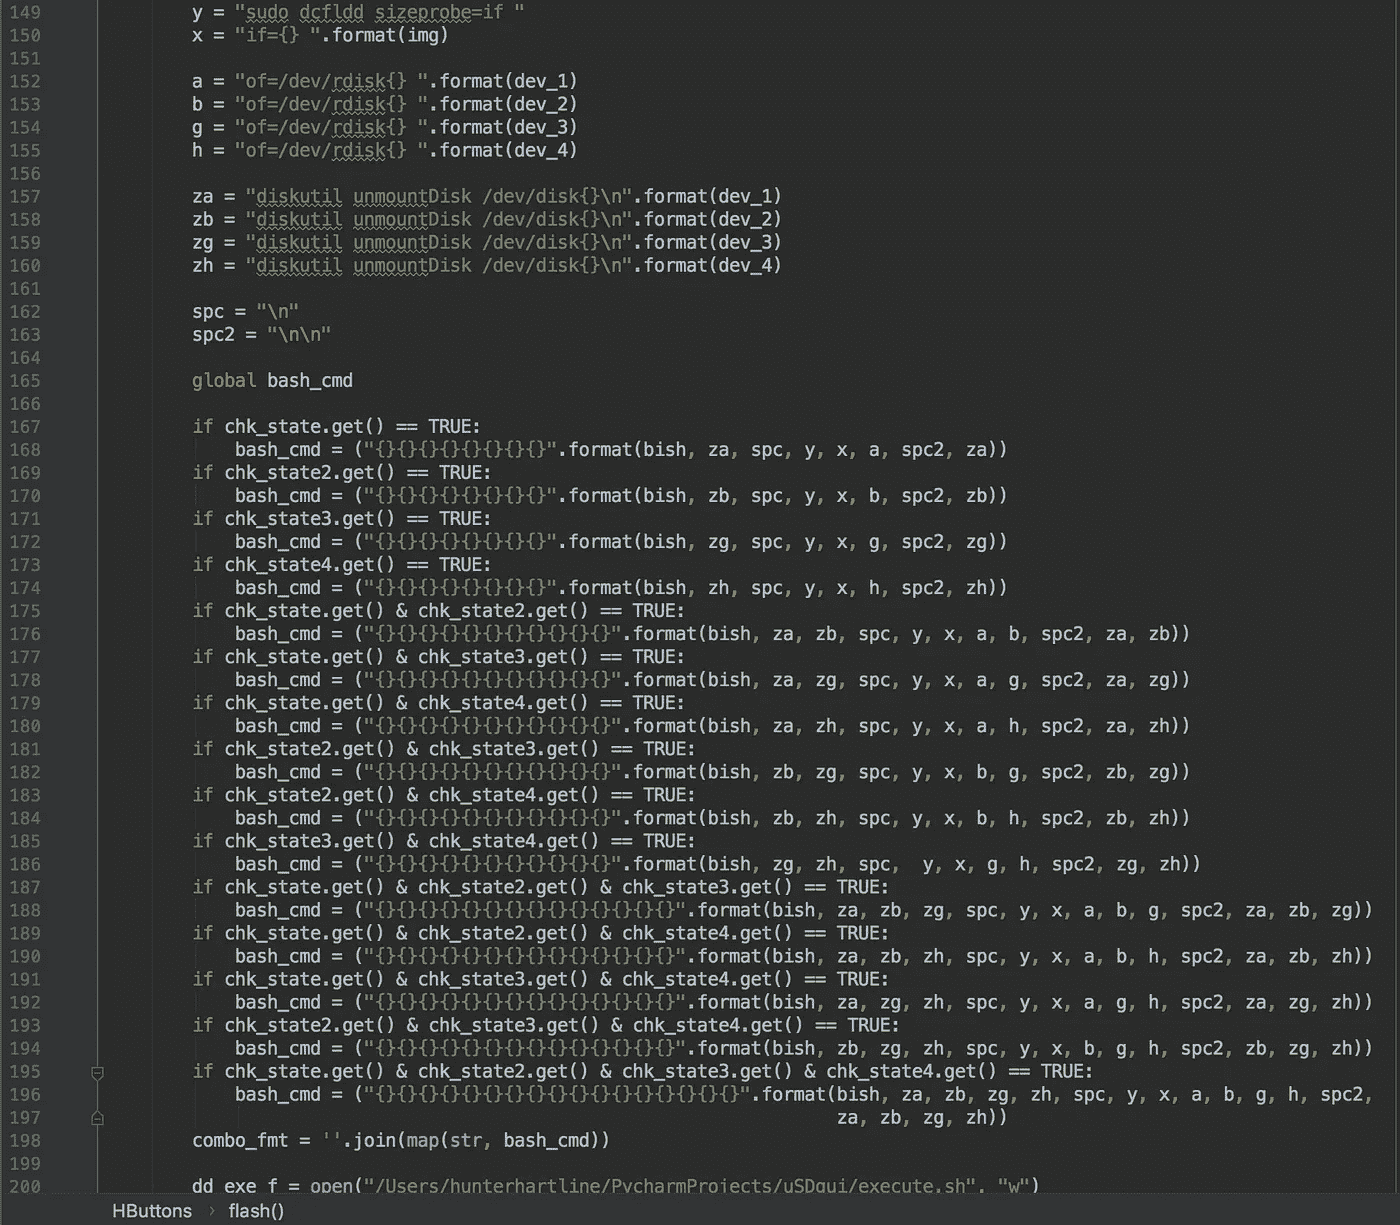 149 y = "sudo dcfldd sizeprobe=if "
150 x = "if={} ".format(img)
151
152 a = "of=/dev/rdisk{} ".format(dev_1)
153 b = "of=/dev/rdisk{} ".format(dev_2)
154 g = "of=/dev/rdisk{} ".format(dev_3)
155 h = "of=/dev/rdisk{} ".format(dev_4)
156
157 za = "diskutil unmountDisk /dev/disk{}\n".format(dev_1)
158 zb = "diskutil unmountDisk /dev/disk{}\n".format(dev_2)
159 zg = "diskutil unmountDisk /dev/disk{}\n".format(dev_3)
160 zh = "diskutil unmountDisk /dev/disk{}\n".format(dev_4)
161
162 spc = "\n"
163 spc2 = "\n\n"
164
165 global bash_cmd
166
167 if chk_state.get() == TRUE:
168 bash_cmd = ("{}{}{}{}{}{}{}{}".format(bish, za, spc, y, x, a, spc2, za))
169 if chk_state2.get() == TRUE:
170 bash_cmd = ("{}{}{}{}{}{}{}{}".format(bish, zb, spc, y, x, b, spc2, zb))
171 if chk_state3.get() == TRUE:
172 bash_cmd = ("{}{}{}{}{}{}{}{}".format(bish, zg, spc, y, x, g, spc2, zg))
173 if chk_state4.get() == TRUE:
174 bash_cmd = ("{}{}{}{}{}{}{}{}".format(bish, zh, spc, y, x, h, spc2, zh))
175 if chk_state.get() & chk_state2.get() == TRUE:
176 bash_cmd = ("{}{}{}{}{}{}{}{}{}{}{}".format(bish, za, zb, spc, y, x, a, b, spc2, za, zb))
177 if chk_state.get() & chk_state3.get() == TRUE:
178 bash_cmd = ("{}{}{}{}{}{}{}{}{}{}{}".format(bish, za, zg, spc, y, x, a, g, spc2, za, zg))
179 if chk_state.get() & chk_state4.get() == TRUE:
180 bash_cmd = ("{}{}{}{}{}{}{}{}{}{}{}".format(bish, za, zh, spc, y, x, a, h, spc2, za, zh))
181 if chk_state2.get() & chk_state3.get() == TRUE:
182 bash_cmd = ("{}{}{}{}{}{}{}{}{}{}{}".format(bish, zb, zg, spc, y, x, b, g, spc2, zb, zg))
183 if chk_state2.get() & chk_state4.get() == TRUE:
184 bash_cmd = ("{}{}{}{}{}{}{}{}{}{}{}".format(bish, zb, zh, spc, y, x, b, h, spc2, zb, zh))
185 if chk_state3.get() & chk_state4.get() == TRUE:
186 bash_cmd = ("{}{}{}{}{}{}{}{}{}{}{}".format(bish, zg, zh, spc,  y, x, g, h, spc2, zg, zh))
187 if chk_state.get() & chk_state2.get() & chk_state3.get() == TRUE:
188 bash_cmd = ("{}{}{}{}{}{}{}{}{}{}{}{}{}{}".format(bish, za, zb, zg, spc, y, x, a, b, g, spc2, za, zb, zg))
189 if chk_state.get() & chk_state2.get() & chk_state4.get() == TRUE:
190 bash_cmd = ("{}{}{}{}{}{}{}{}{}{}{}{}{}{}".format(bish, za, zb, zh, spc, y, x, a, b, h, spc2, za, zb, zh))
191 if chk_state.get() & chk_state3.get() & chk_state4.get() == TRUE:
192 bash_cmd = ("{}{}{}{}{}{}{}{}{}{}{}{}{}{}".format(bish, za, zg, zh, spc, y, x, a, g, h, spc2, za, zg, zh))
193 if chk_state2.get() & chk_state3.get() & chk_state4.get() == TRUE:
194 bash_cmd = ("{}{}{}{}{}{}{}{}{}{}{}{}{}{}".format(bish, zb, zg, zh, spc, y, x, b, g, h, spc2, zb, zg, zh))
195 if chk_state.get() & chk_state2.get() & chk_state3.get() & chk_state4.get() == TRUE:
196 bash_cmd = ("{}{}{}{}{}{}{}{}{}{}{}{}{}{}{}{}{}".format(bish, za, zb, zg, zh, spc, y, x, a, b, g, h, spc2,
197 za, zb, zg, zh))
198 combo_fmt = ''.join(map(str, bash_cmd))
199
200 dd_exe_f = open("/Users/hunterhartline/PycharmProjects/uSDgui/execute.sh", "w")
HButtons › flash()